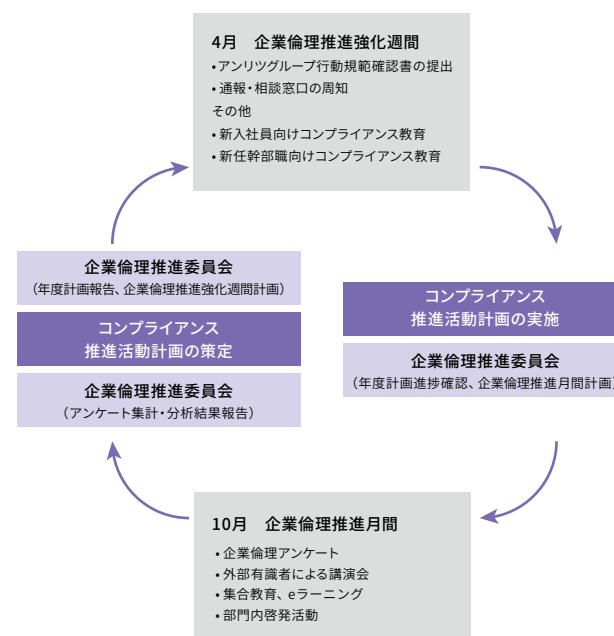 4月　企業倫理推進強化週間
•アンリツグループ行動規範確認書の提出
•通報・相談窓口の周知
その他
•新入社員向けコンプライアンス教育
•新任幹部職向けコンプライアンス教育
企業倫理推進委員会
（年度計画報告、企業倫理推進強化週間計画）
コンプライアンス
推進活動計画の策定
企業倫理推進委員会
（アンケート集計・分析結果報告）
コンプライアンス
推進活動計画の実施
企業倫理推進委員会
（年度計画進捗確認、企業倫理推進月間計画）
10月　企業倫理推進月間
•企業倫理アンケート
•外部有識者による講演会
•集合教育、eラーニング
•部門内啓発活動